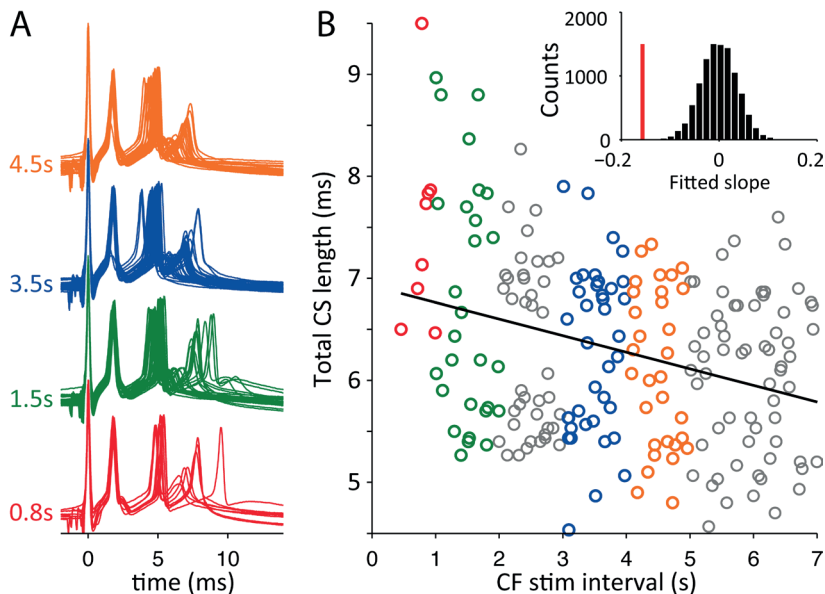 A
4.5s
3.5s
1.5s
0.8s
0 5 10
time (ms)
B
Total CS length (ms)
9
8
7
6
5
0 1 2 3 4 5 6 7
CF stim interval (s)
Counts
2000
1000
0
−0.2 0 0.2
Fitted slope